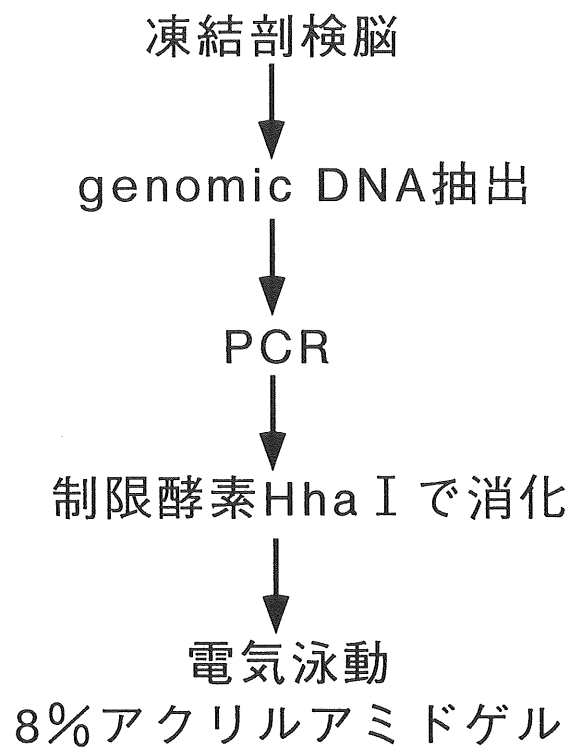 凍結剖検脳
genomic DNA抽出
PCR
制限酵素HhaⅠで消化
電気泳動
8%アクリルアミドゲル